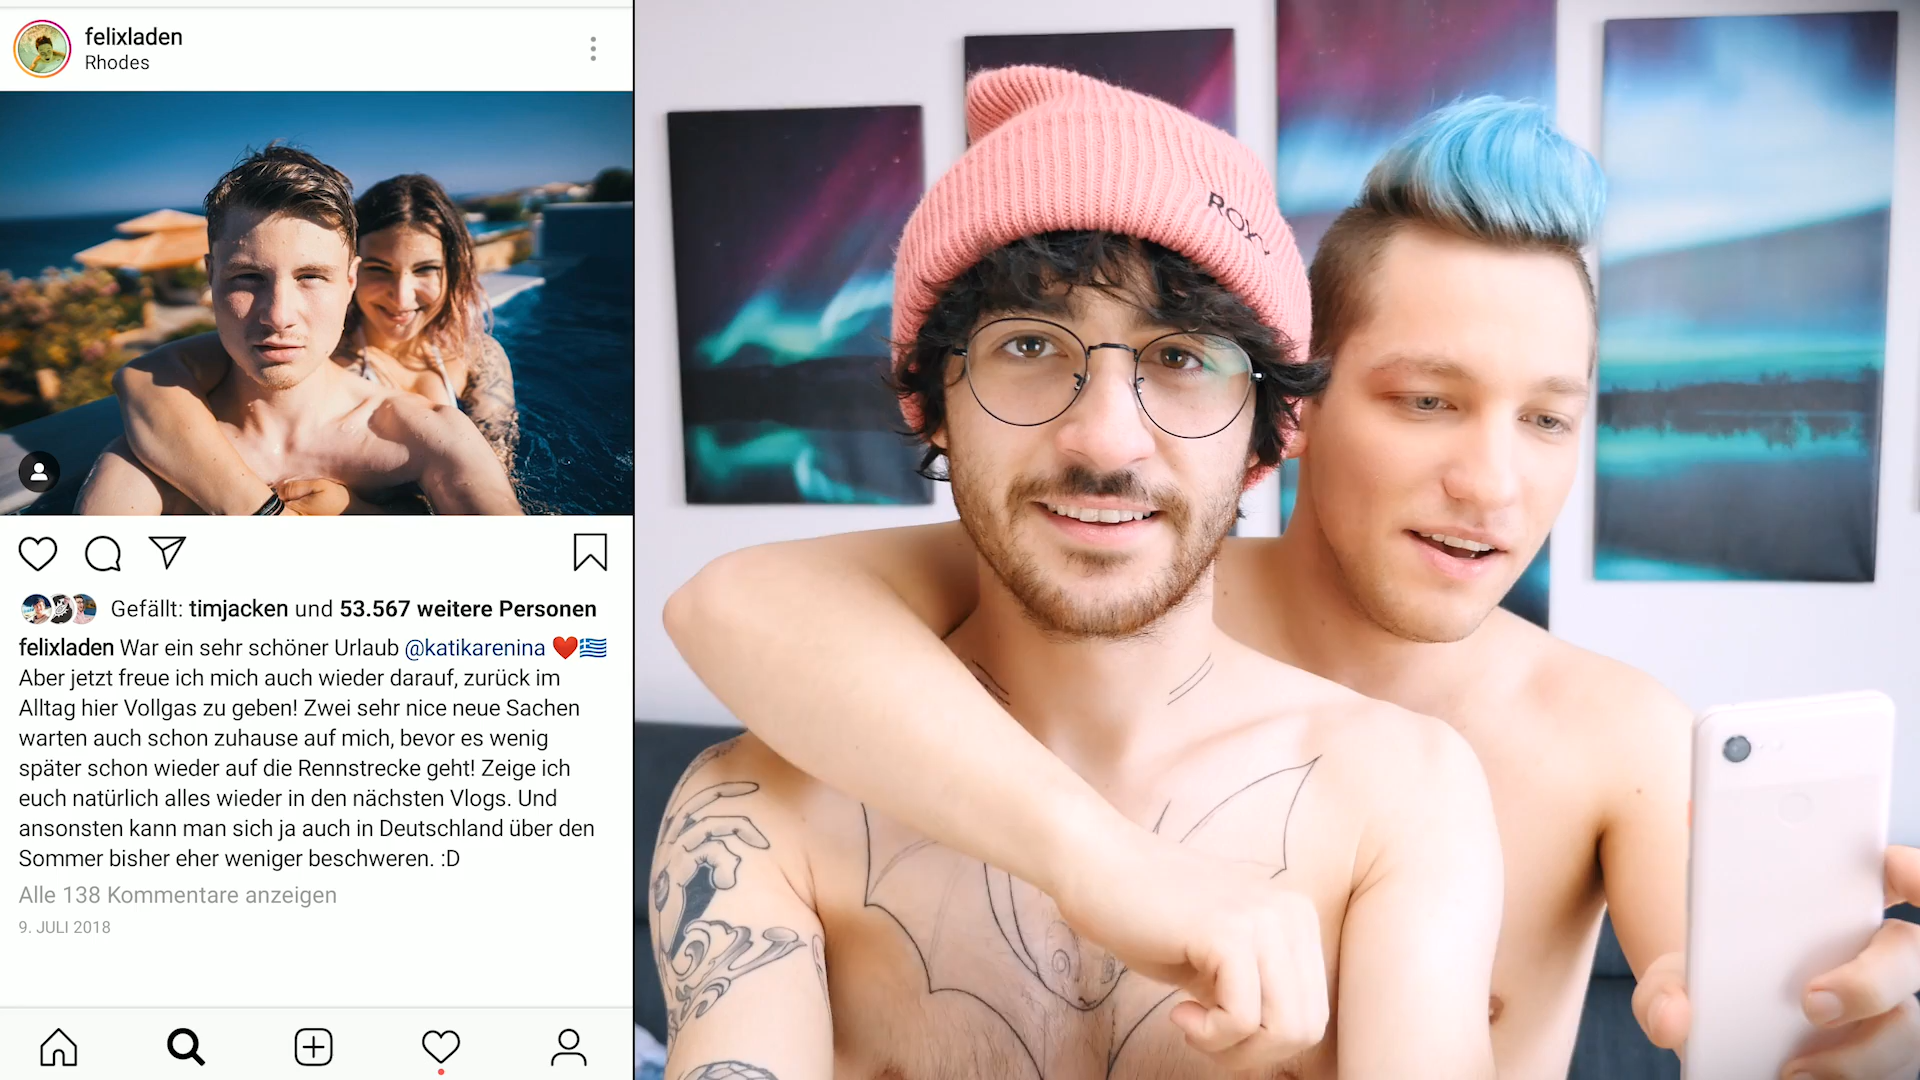 felixladen
Rhodes
Gefällt: timjacken und 53.567 weitere Personen
felixladen War ein sehr schöner Urlaub @katikarenina ❤️🇬🇷
Aber jetzt freue ich mich auch wieder darauf, zurück im
Alltag hier Vollgas zu geben! Zwei sehr nice neue Sachen
warten auch schon zuhause auf mich, bevor es wenig
später schon wieder auf die Rennstrecke geht! Zeige ich
euch natürlich alles wieder in den nächsten Vlogs. Und
ansonsten kann man sich ja auch in Deutschland über den
Sommer bisher eher weniger beschweren. :D
Alle 138 Kommentare anzeigen
9. JULI 2018
ROXY